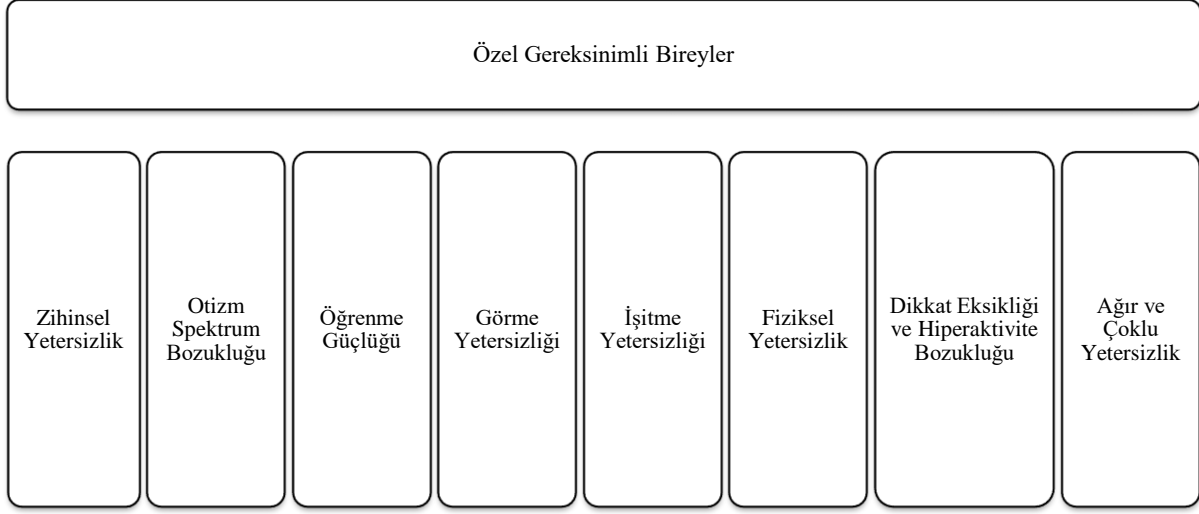 Özel Gereksinimli Bireyler
Zihinsel
Yetersizlik
Otizm
Spektrum
Bozukluğu
Öğrenme
Güçlüğü
Görme
Yetersizliği
İşitme
Yetersizliği
Fiziksel
Yetersizlik
Dikkat Eksikliği
ve Hiperaktivite
Bozukluğu
Ağır ve
Çoklu
Yetersizlik